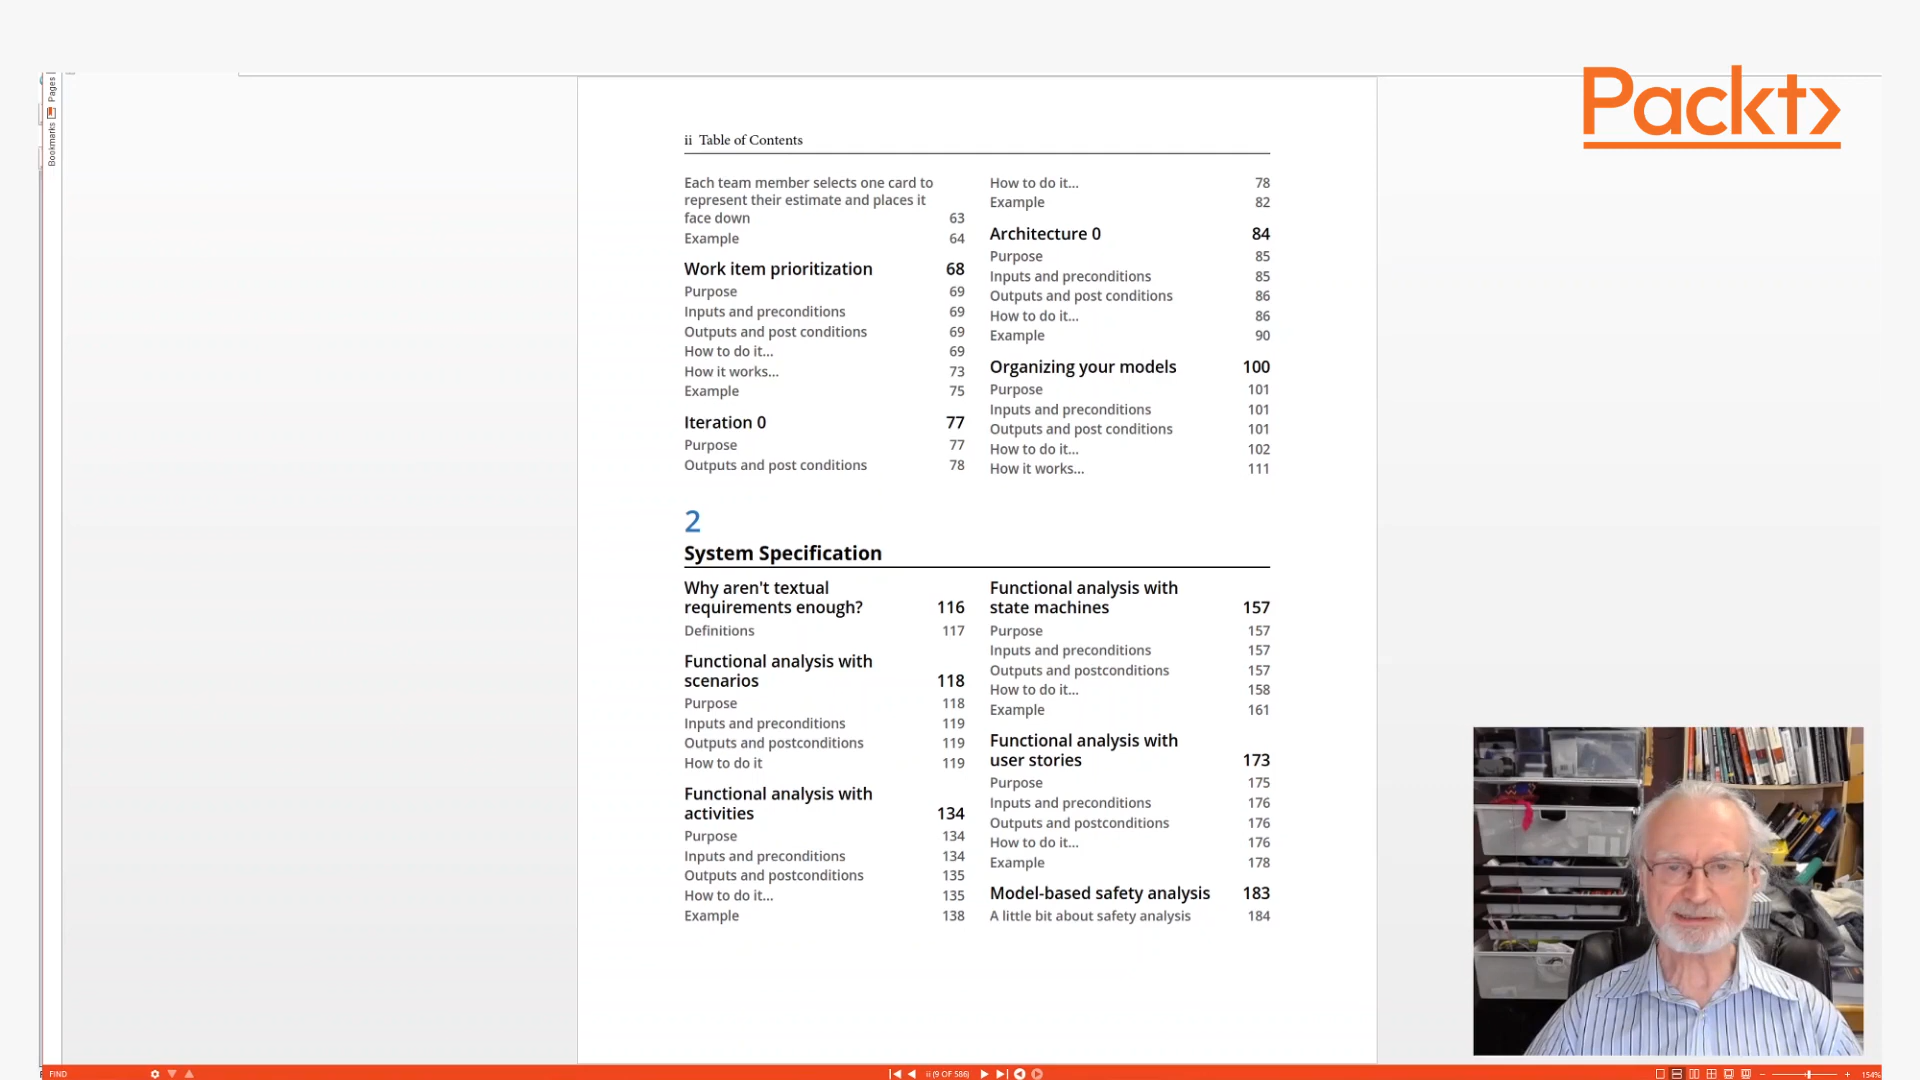 Packt>
Pages
Bookmarks
ii Table of Contents
Each team member selects one card to
represent their estimate and places it
face down 63
Example 64
Work item prioritization 68
Purpose 69
Inputs and preconditions 69
Outputs and post conditions 69
How to do it... 69
How it works... 73
Example 75
Iteration 0 77
Purpose 77
Outputs and post conditions 78
How to do it... 78
Example 82
Architecture 0 84
Purpose 85
Inputs and preconditions 85
Outputs and post conditions 86
How to do it... 86
Example 90
Organizing your models 100
Purpose 101
Inputs and preconditions 101
Outputs and post conditions 101
How to do it... 102
How it works... 111
2
System Specification
Why aren't textual
requirements enough? 116
Definitions 117
Functional analysis with
scenarios 118
Purpose 118
Inputs and preconditions 119
Outputs and postconditions 119
How to do it 119
Functional analysis with
activities 134
Purpose 134
Inputs and preconditions 134
Outputs and postconditions 135
How to do it... 135
Example 138
Functional analysis with
state machines 157
Purpose 157
Inputs and preconditions 157
Outputs and postconditions 157
How to do it... 158
Example 161
Functional analysis with
user stories 173
Purpose 175
Inputs and preconditions 176
Outputs and postconditions 176
How to do it... 176
Example 178
Model-based safety analysis 183
A little bit about safety analysis 184
FIND
ii (9 OF 586)
154%